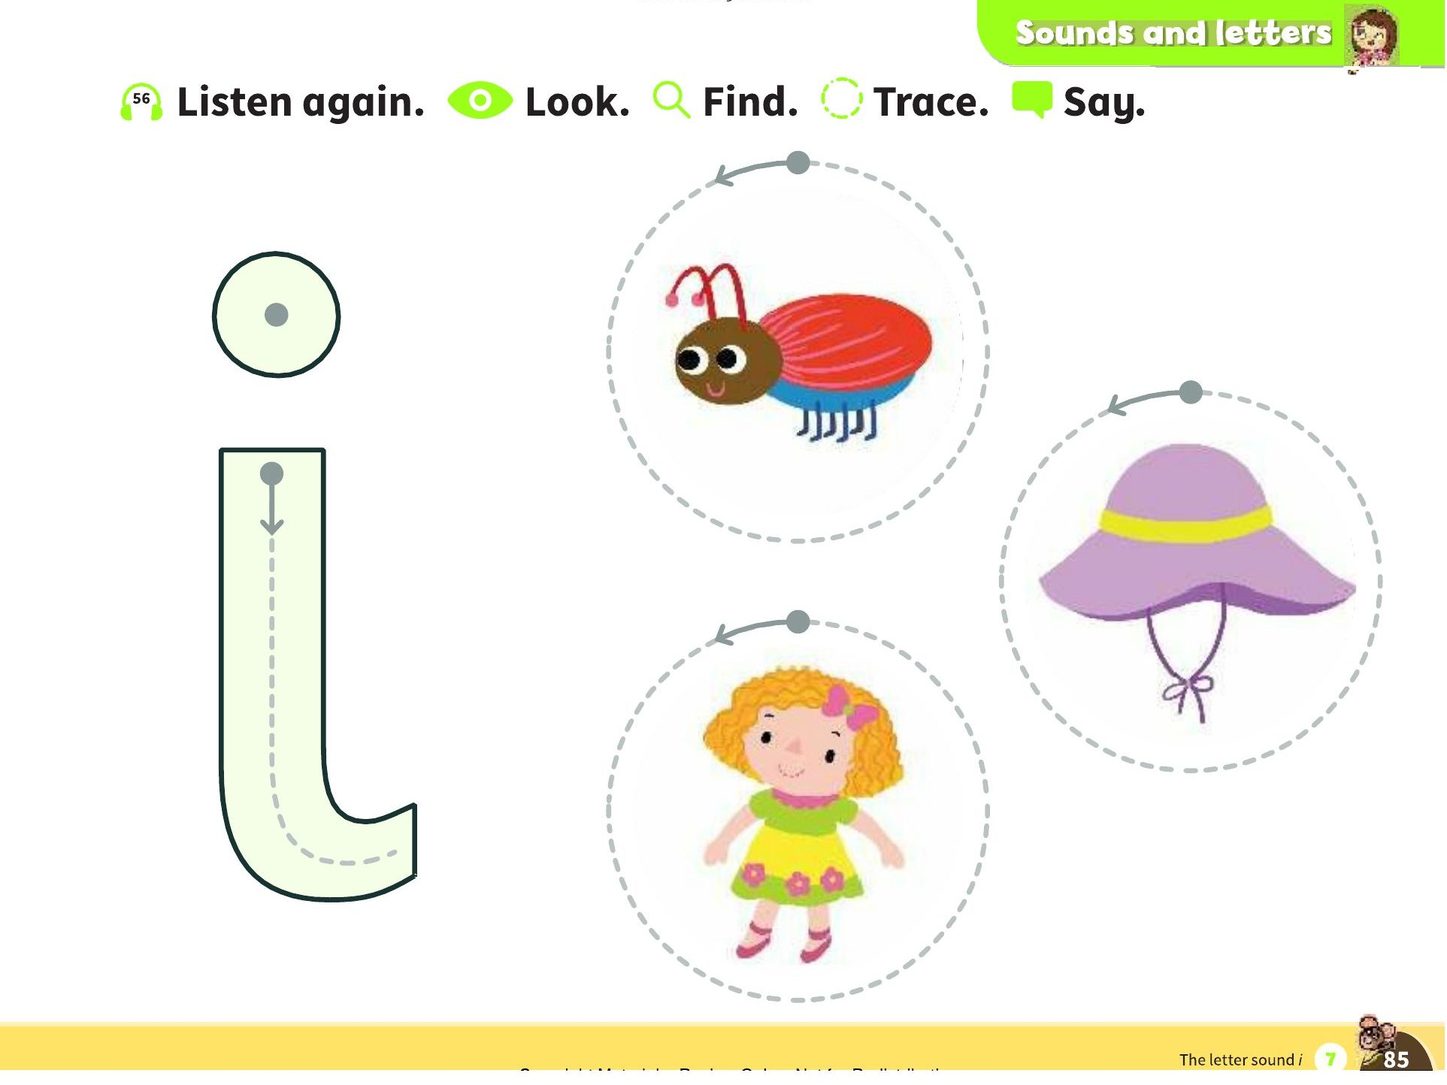 Sounds and letters
56 Listen again. Look. Find. Trace. Say.
i
The letter sound i 7 85